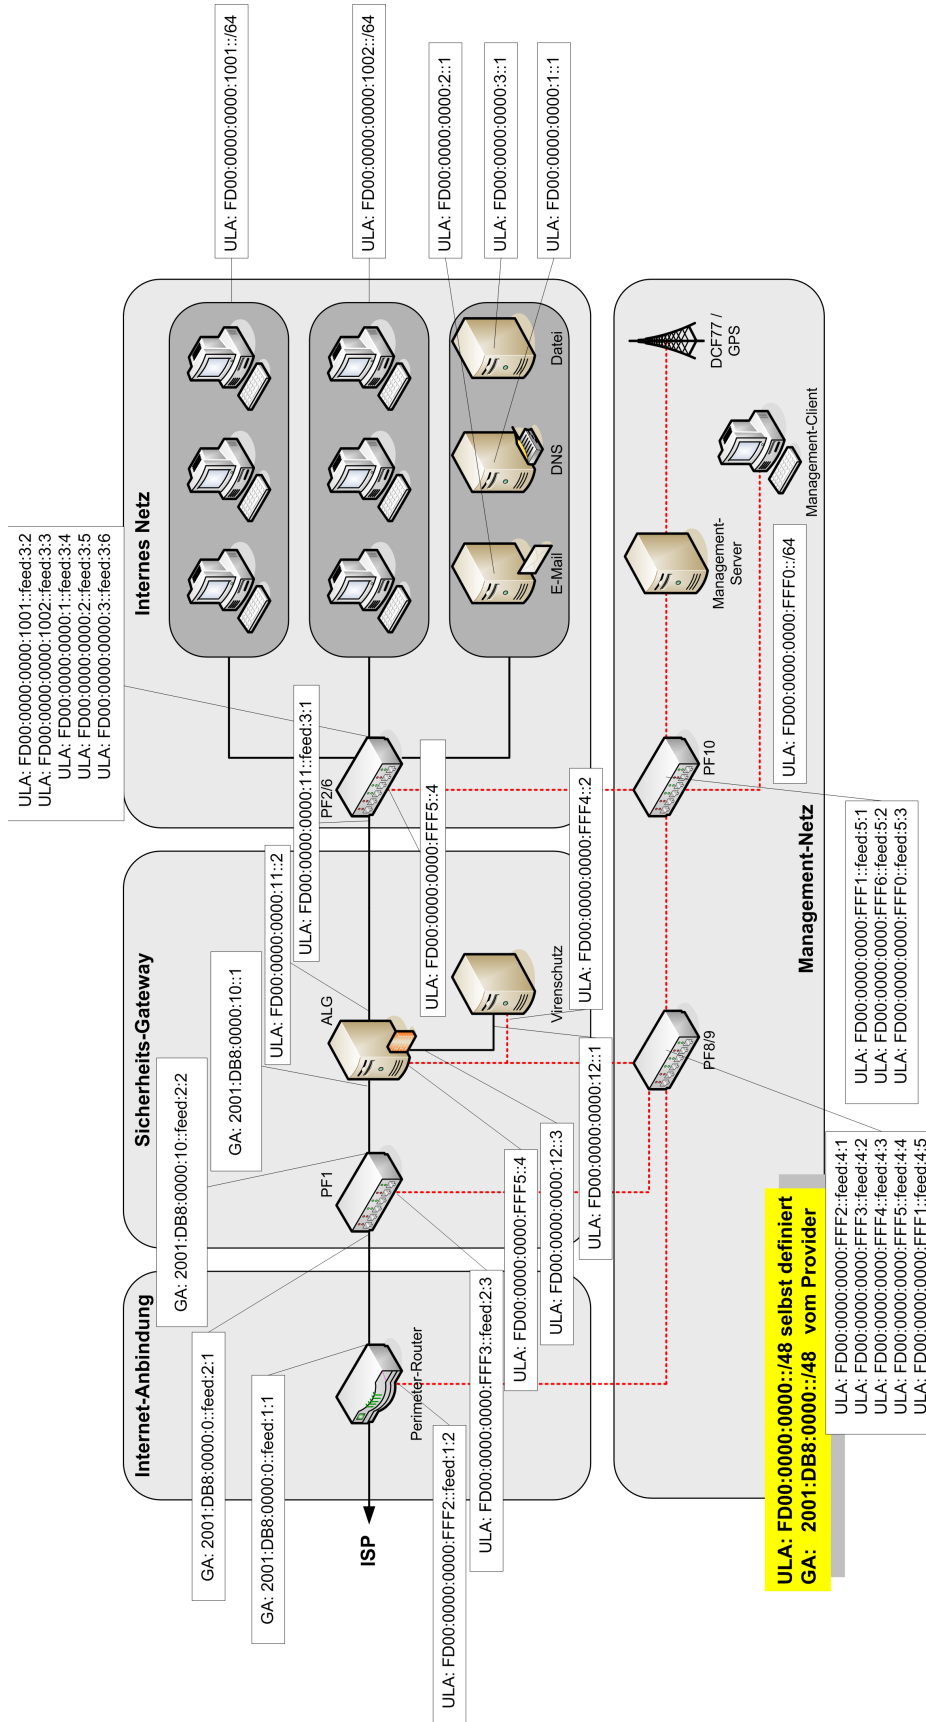 ULA: FD00:0000:0000:1001::feed:3:2
ULA: FD00:0000:0000:1002::feed:3:3
ULA: FD00:0000:0000:1::feed:3:4
ULA: FD00:0000:0000:2::feed:3:5
ULA: FD00:0000:0000:3::feed:3:6
ULA: FD00:0000:0000:1001::/64
ULA: FD00:0000:0000:1002::/64
ULA: FD00:0000:0000:2::1
ULA: FD00:0000:0000:3::1
ULA: FD00:0000:0000:1::1
Internet-Anbindung
Sicherheits-Gateway
Internes Netz
GA: 2001:DB8:0000:10::feed:2:2
GA: 2001:DB8:0000:0::feed:2:1
GA: 2001:DB8:0000:10::1
GA: 2001:DB8:0000:0::feed:1:1
ULA: FD00:0000:0000:11::2
ULA: FD00:0000:0000:11::feed:3:1
ISP
Perimeter-Router
PF1
ALG
PF2/6
Virenschutz
E-Mail
DNS
Datei
ULA: FD00:0000:0000:FFF5::4
ULA: FD00:0000:0000:FFF2::feed:1:2
ULA: FD00:0000:0000:FFF3::feed:2:3
ULA: FD00:0000:0000:FFF5::4
ULA: FD00:0000:0000:12::3
ULA: FD00:0000:0000:12::1
ULA: FD00:0000:0000:FFF4::2
PF8/9
PF10
Management-
Server
DCF77 /
GPS
Management-Client
ULA: FD00:0000:0000:FFF0::/64
Management-Netz
ULA: FD00:0000:0000::/48 selbst definiert
GA: 2001:DB8:0000::/48 vom Provider
ULA: FD00:0000:0000:FFF2::feed:4:1
ULA: FD00:0000:0000:FFF3::feed:4:2
ULA: FD00:0000:0000:FFF4::feed:4:3
ULA: FD00:0000:0000:FFF5::feed:4:4
ULA: FD00:0000:0000:FFF1::feed:4:5
ULA: FD00:0000:0000:FFF1::feed:5:1
ULA: FD00:0000:0000:FFF6::feed:5:2
ULA: FD00:0000:0000:FFF0::feed:5:3